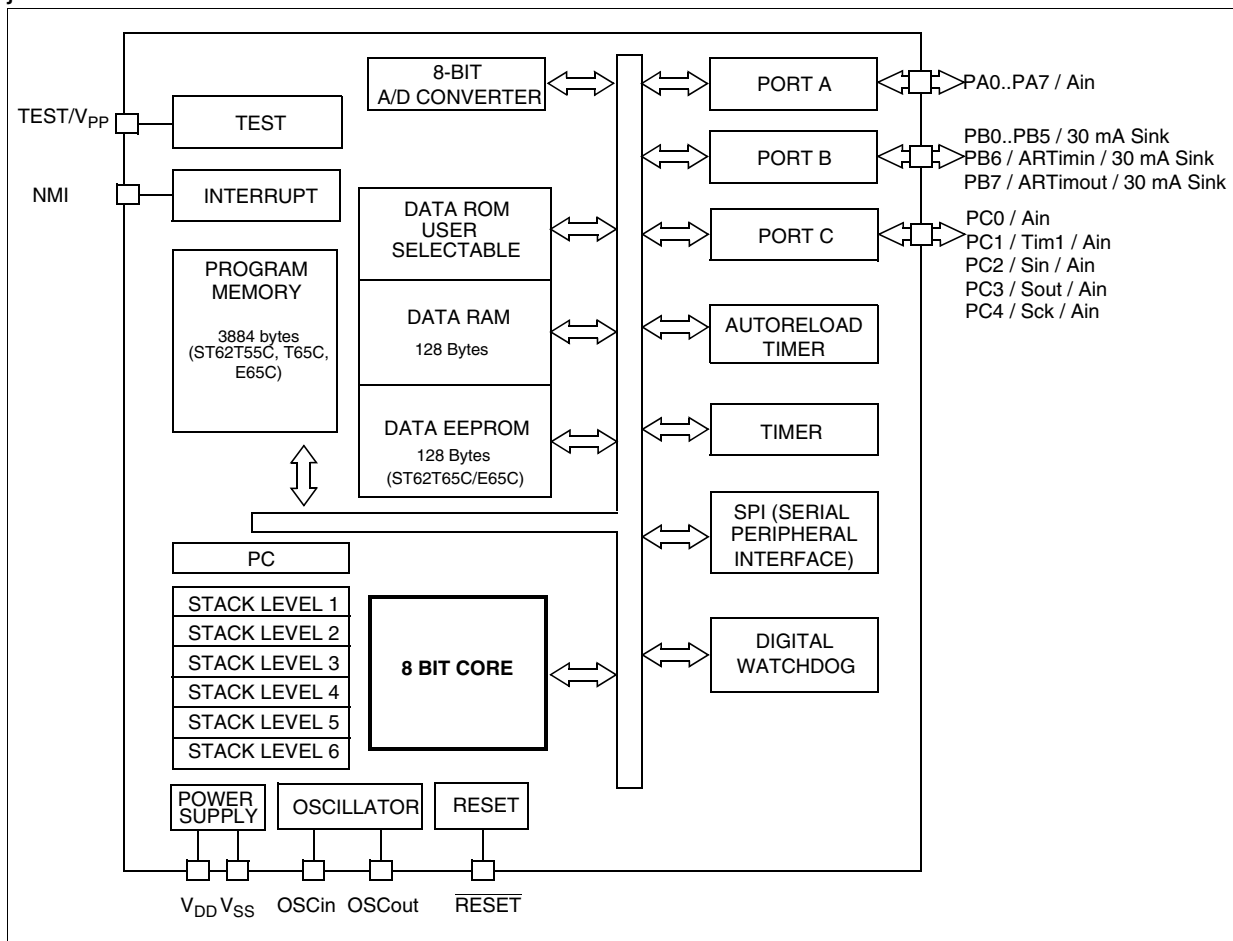 8-BIT
A/D CONVERTER
PORT A
PA0..PA7 / Ain
TEST/VPP
TEST
PORT B
PB0..PB5 / 30 mA Sink
PB6 / ARTimin / 30 mA Sink
PB7 / ARTimout / 30 mA Sink
NMI
INTERRUPT
DATA ROM
USER
SELECTABLE
PORT C
PC0 / Ain
PC1 / Tim1 / Ain
PC2 / Sin / Ain
PC3 / Sout / Ain
PC4 / Sck / Ain
PROGRAM
MEMORY
3884 bytes
(ST62T55C, T65C,
E65C)
DATA RAM
128 Bytes
AUTORELOAD
TIMER
DATA EEPROM
128 Bytes
(ST62T65C/E65C)
TIMER
SPI (SERIAL
PERIPHERAL
INTERFACE)
PC
STACK LEVEL 1
STACK LEVEL 2
STACK LEVEL 3
STACK LEVEL 4
STACK LEVEL 5
STACK LEVEL 6
8 BIT CORE
DIGITAL
WATCHDOG
POWER
SUPPLY
OSCILLATOR
RESET
VDD VSS OSCin OSCout RESET